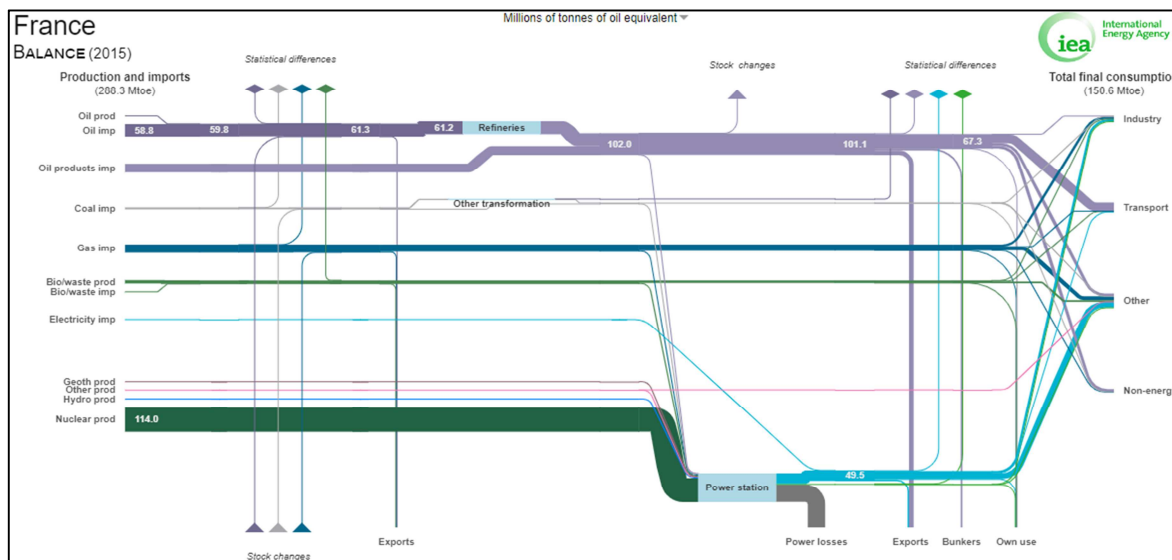 France
BALANCE (2015)
Millions of tonnes of oil equivalent
iea
International
Energy Agency
Production and imports
(288.3 Mtoe)
Statistical differences
Stock changes
Statistical differences
Total final consumptio
(150.6 Mtoe)
Oil prod
Oil imp
58.8
59.8
61.3
61.2
Refineries
102.0
101.1
67.3
Industry
Oil products imp
Coal imp
Other transformation
Transport
Gas imp
Bio/waste prod
Bio/waste imp
Other
Electricity imp
Geoth prod
Other prod
Hydro prod
Non-energ
Nuclear prod
114.0
Power station
49.5
Exports
Power losses
Exports
Bunkers
Own use
Stock changes